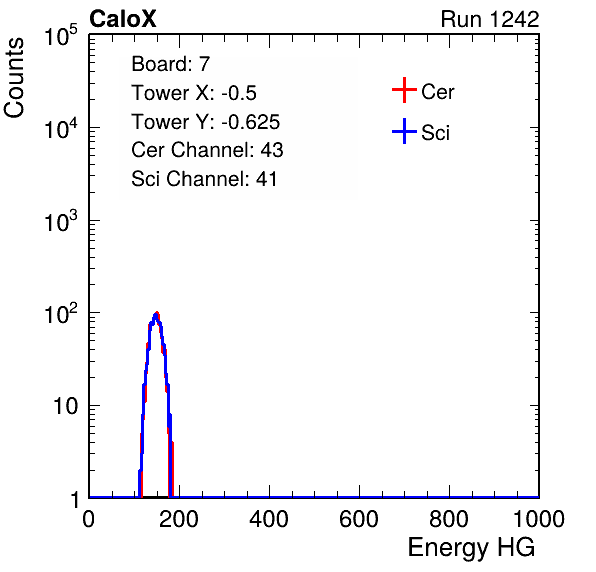 CaloX Run 1242
Counts
10^5
10^4
10^3
10^2
10
1
Board: 7
Tower X: -0.5
Tower Y: -0.625
Cer Channel: 43
Sci Channel: 41
Cer
Sci
0 200 400 600 800 1000
Energy HG